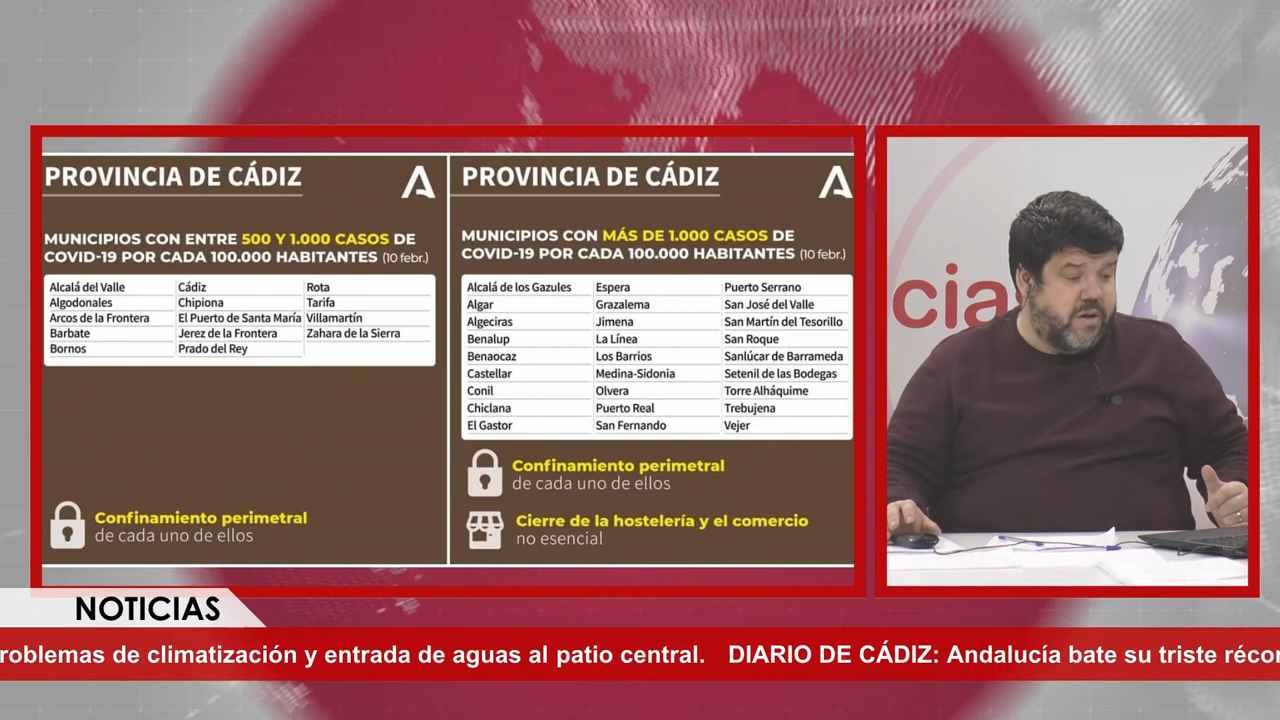 PROVINCIA DE CÁDIZ
MUNICIPIOS CON ENTRE 500 Y 1.000 CASOS DE
COVID-19 POR CADA 100.000 HABITANTES (10 febr.)
Alcalá del Valle Cádiz Rota
Algodonales Chipiona Tarifa
Arcos de la Frontera El Puerto de Santa María Villamartín
Barbate Jerez de la Frontera Zahara de la Sierra
Bornos Prado del Rey
Confinamiento perimetral
de cada uno de ellos
PROVINCIA DE CÁDIZ
MUNICIPIOS CON MÁS DE 1.000 CASOS DE
COVID-19 POR CADA 100.000 HABITANTES (10 febr.)
Alcalá de los Gazules Espera Puerto Serrano
Algar Grazalema San José del Valle
Algeciras Jimena San Martín del Tesorillo
Benalup La Línea San Roque
Benaocaz Los Barrios Sanlúcar de Barrameda
Castellar Medina-Sidonia Setenil de las Bodegas
Conil Olvera Torre Alháquime
Chiclana Puerto Real Trebujena
El Gastor San Fernando Vejer
Confinamiento perimetral
de cada uno de ellos
Cierre de la hostelería y el comercio
no esencial
cias
NOTICIAS
roblemas de climatización y entrada de aguas al patio central. DIARIO DE CÁDIZ: Andalucía bate su triste récor